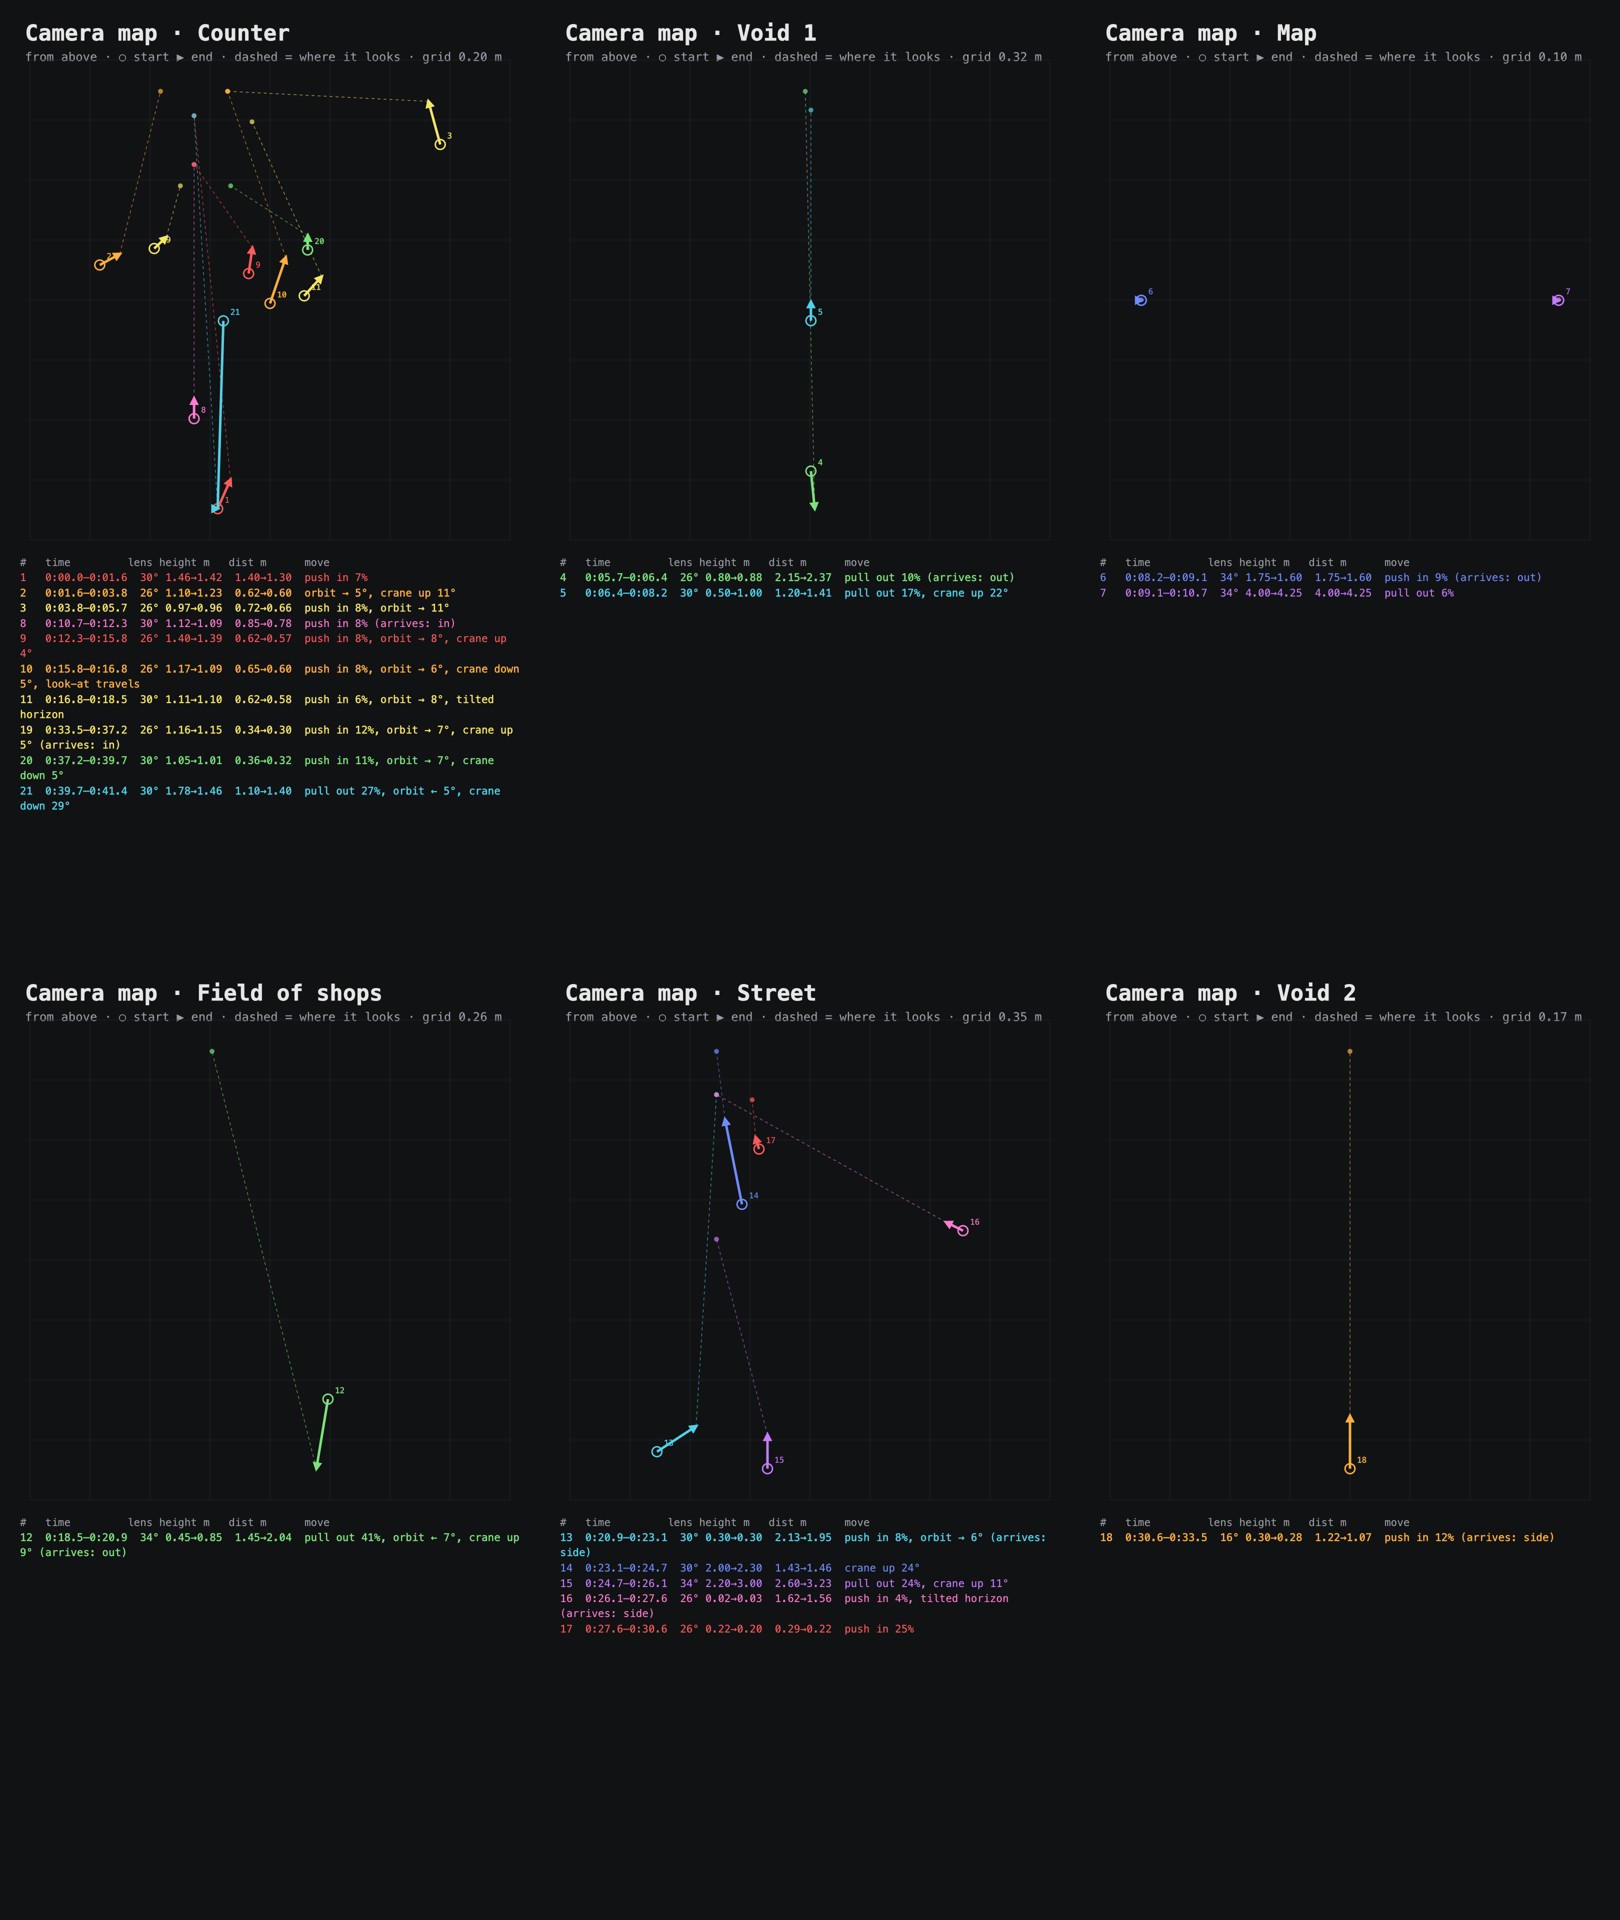 Camera map · Counter
from above · ○ start ▶ end · dashed = where it looks · grid 0.20 m
3
20
9
2
9
10
11
21
8
1
# time lens height m dist m move
1 0:00.0—0:01.6 30° 1.46→1.42 1.40→1.30 push in 7%
2 0:01.6—0:03.8 26° 1.10→1.23 0.62→0.60 orbit → 5°, crane up 11°
3 0:03.8—0:05.7 26° 0.97→0.96 0.72→0.66 push in 8%, orbit → 11°
8 0:10.7—0:12.3 30° 1.12→1.09 0.85→0.78 push in 8% (arrives: in)
9 0:12.3—0:15.8 26° 1.40→1.39 0.62→0.57 push in 8%, orbit → 8°, crane up
4°
10 0:15.8—0:16.8 26° 1.17→1.09 0.65→0.60 push in 8%, orbit → 6°, crane down
5°, look-at travels
11 0:16.8—0:18.5 30° 1.11→1.10 0.62→0.58 push in 6%, orbit → 8°, tilted
horizon
19 0:33.5—0:37.2 26° 1.16→1.15 0.34→0.30 push in 12%, orbit → 7°, crane up
5° (arrives: in)
20 0:37.2—0:39.7 30° 1.05→1.01 0.36→0.32 push in 11%, orbit → 7°, crane
down 5°
21 0:39.7—0:41.4 30° 1.78→1.46 1.10→1.40 pull out 27%, orbit ← 5°, crane
down 29°
Camera map · Void 1
from above · ○ start ▶ end · dashed = where it looks · grid 0.32 m
5
4
# time lens height m dist m move
4 0:05.7—0:06.4 26° 0.80→0.88 2.15→2.37 pull out 10% (arrives: out)
5 0:06.4—0:08.2 30° 0.50→1.00 1.20→1.41 pull out 17%, crane up 22°
Camera map · Map
from above · ○ start ▶ end · dashed = where it looks · grid 0.10 m
6
7
# time lens height m dist m move
6 0:08.2—0:09.1 34° 1.75→1.60 1.75→1.60 push in 9% (arrives: out)
7 0:09.1—0:10.7 34° 4.00→4.25 4.00→4.25 pull out 6%
Camera map · Field of shops
from above · ○ start ▶ end · dashed = where it looks · grid 0.26 m
12
# time lens height m dist m move
12 0:18.5—0:20.9 34° 0.45→0.85 1.45→2.04 pull out 41%, orbit ← 7°, crane up
9° (arrives: out)
Camera map · Street
from above · ○ start ▶ end · dashed = where it looks · grid 0.35 m
17
14
16
13
15
# time lens height m dist m move
13 0:20.9—0:23.1 30° 0.30→0.30 2.13→1.95 push in 8%, orbit → 6° (arrives:
side)
14 0:23.1—0:24.7 30° 2.00→2.30 1.43→1.46 crane up 24°
15 0:24.7—0:26.1 34° 2.20→3.00 2.60→3.23 pull out 24%, crane up 11°
16 0:26.1—0:27.6 26° 0.02→0.03 1.62→1.56 push in 4%, tilted horizon
(arrives: side)
17 0:27.6—0:30.6 26° 0.22→0.20 0.29→0.22 push in 25%
Camera map · Void 2
from above · ○ start ▶ end · dashed = where it looks · grid 0.17 m
18
# time lens height m dist m move
18 0:30.6—0:33.5 16° 0.30→0.28 1.22→1.07 push in 12% (arrives: side)